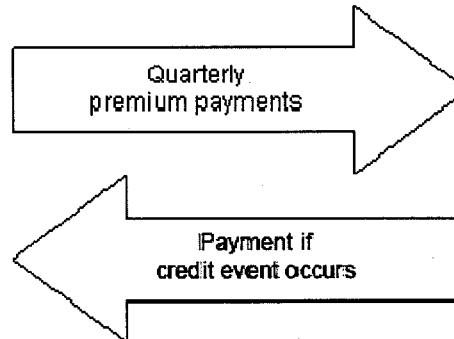 Quarterly
premium payments
Payment if
credit event occurs